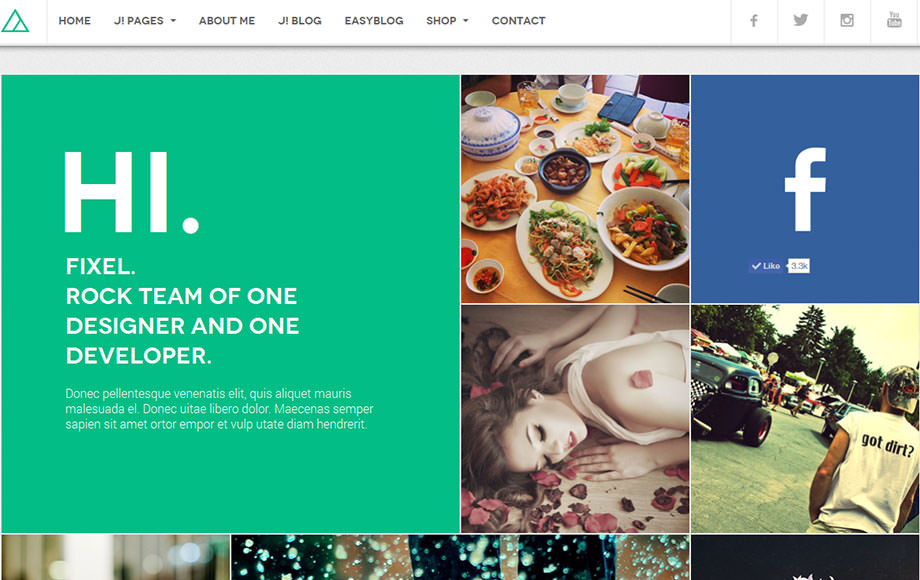 HOME
J! PAGES
ABOUT ME
J! BLOG
EASYBLOG
SHOP
CONTACT
f
You
Tube
HI.
FIXEL.
ROCK TEAM OF ONE
DESIGNER AND ONE
DEVELOPER.
Donec pellentesque venenatis elit, quis aliquet mauris
malesuada el. Donec uitae libero dolor. Maecenas semper
sapien sit amet ortor empor et vulp utate diam hendrerit.
f
Like 3.3k
got dirt?